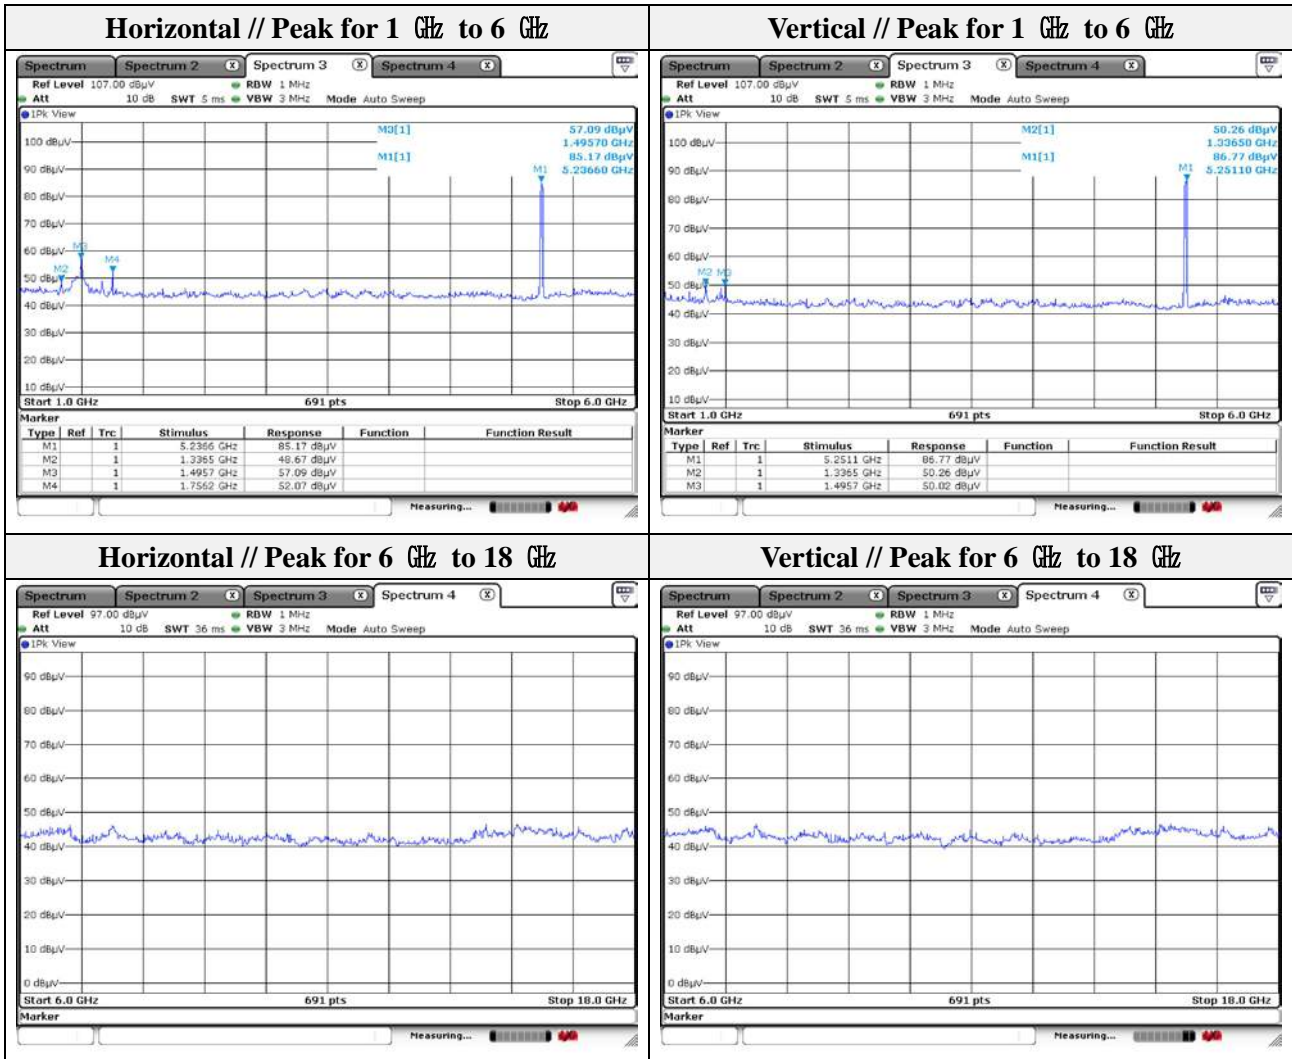 Horizontal // Peak for 1 ㎓ to 6 ㎓
Spectrum Spectrum 2 X Spectrum 3 X Spectrum 4 X
Ref Level 107.00 dBµV RBW 1 MHz
Att 10 dB SWT 5 ms VBW 3 MHz Mode Auto Sweep
1Pk View
M3[1] 57.09 dBµV
1.49570 GHz
M1[1] 85.17 dBµV
5.23660 GHz
100 dBµV
90 dBµV
80 dBµV
70 dBµV
60 dBµV
50 dBµV
40 dBµV
30 dBµV
20 dBµV
10 dBµV
M1
M3
M4
M2
Start 1.0 GHz 691 pts Stop 6.0 GHz
Marker
Type Ref Trc Stimulus Response Function Function Result
M1 1 5.2366 GHz 85.17 dBµV
M2 1 1.3365 GHz 48.67 dBµV
M3 1 1.4957 GHz 57.09 dBµV
M4 1 1.7562 GHz 52.07 dBµV
Measuring...
Vertical // Peak for 1 ㎓ to 6 ㎓
Spectrum Spectrum 2 X Spectrum 3 X Spectrum 4 X
Ref Level 107.00 dBµV RBW 1 MHz
Att 10 dB SWT 5 ms VBW 3 MHz Mode Auto Sweep
1Pk View
M2[1] 50.26 dBµV
1.33650 GHz
M1[1] 86.77 dBµV
5.25110 GHz
100 dBµV
90 dBµV
80 dBµV
70 dBµV
60 dBµV
50 dBµV
40 dBµV
30 dBµV
20 dBµV
10 dBµV
M1
M2 M3
Start 1.0 GHz 691 pts Stop 6.0 GHz
Marker
Type Ref Trc Stimulus Response Function Function Result
M1 1 5.2511 GHz 86.77 dBµV
M2 1 1.3365 GHz 50.26 dBµV
M3 1 1.4957 GHz 50.02 dBµV
Measuring...
Horizontal // Peak for 6 ㎓ to 18 ㎓
Spectrum Spectrum 2 X Spectrum 3 X Spectrum 4 X
Ref Level 97.00 dBµV RBW 1 MHz
Att 10 dB SWT 36 ms VBW 3 MHz Mode Auto Sweep
1Pk View
90 dBµV
80 dBµV
70 dBµV
60 dBµV
50 dBµV
40 dBµV
30 dBµV
20 dBµV
10 dBµV
0 dBµV
Start 6.0 GHz 691 pts Stop 18.0 GHz
Marker
Measuring...
Vertical // Peak for 6 ㎓ to 18 ㎓
Spectrum Spectrum 2 X Spectrum 3 X Spectrum 4 X
Ref Level 97.00 dBµV RBW 1 MHz
Att 10 dB SWT 36 ms VBW 3 MHz Mode Auto Sweep
1Pk View
90 dBµV
80 dBµV
70 dBµV
60 dBµV
50 dBµV
40 dBµV
30 dBµV
20 dBµV
10 dBµV
0 dBµV
Start 6.0 GHz 691 pts Stop 18.0 GHz
Marker
Measuring...